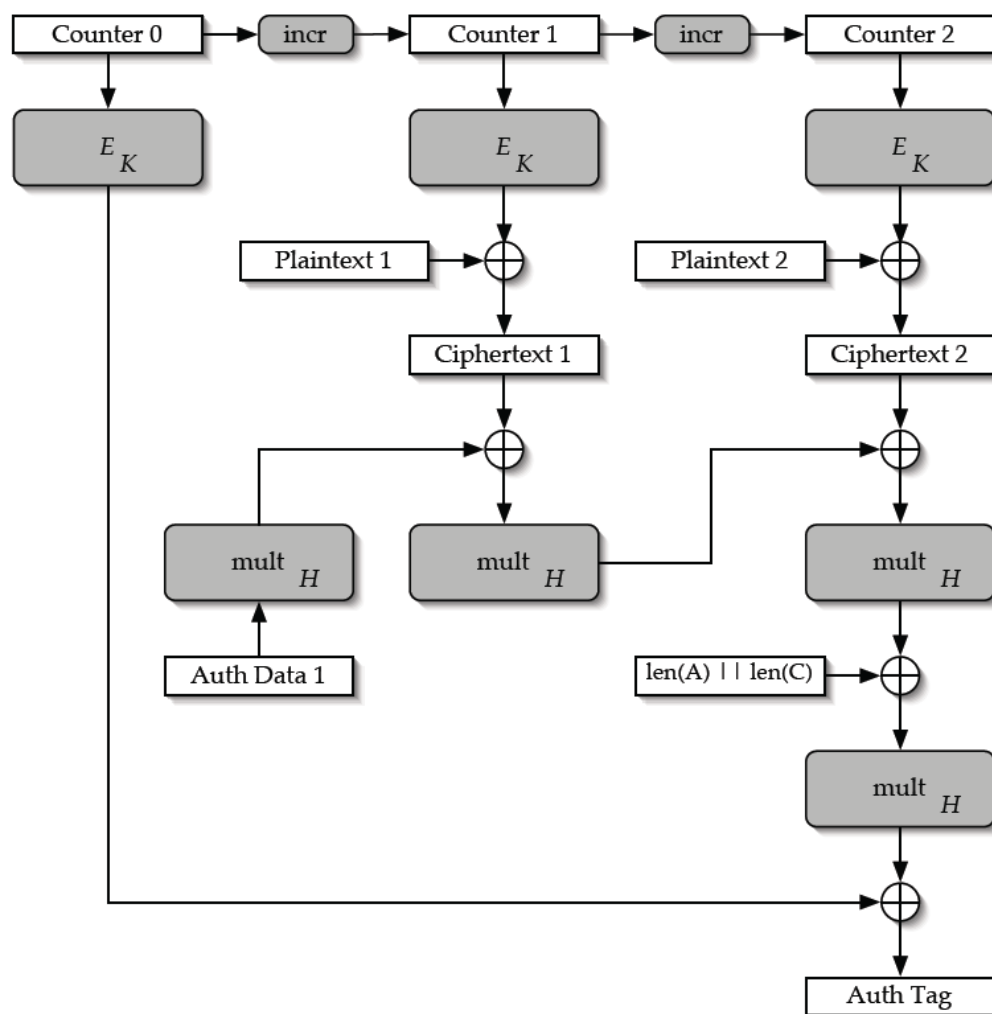 Counter 0
incr
Counter 1
incr
Counter 2
E K
E K
E K
Plaintext 1
Plaintext 2
Ciphertext 1
Ciphertext 2
mult H
mult H
mult H
Auth Data 1
len(A) || len(C)
mult H
Auth Tag